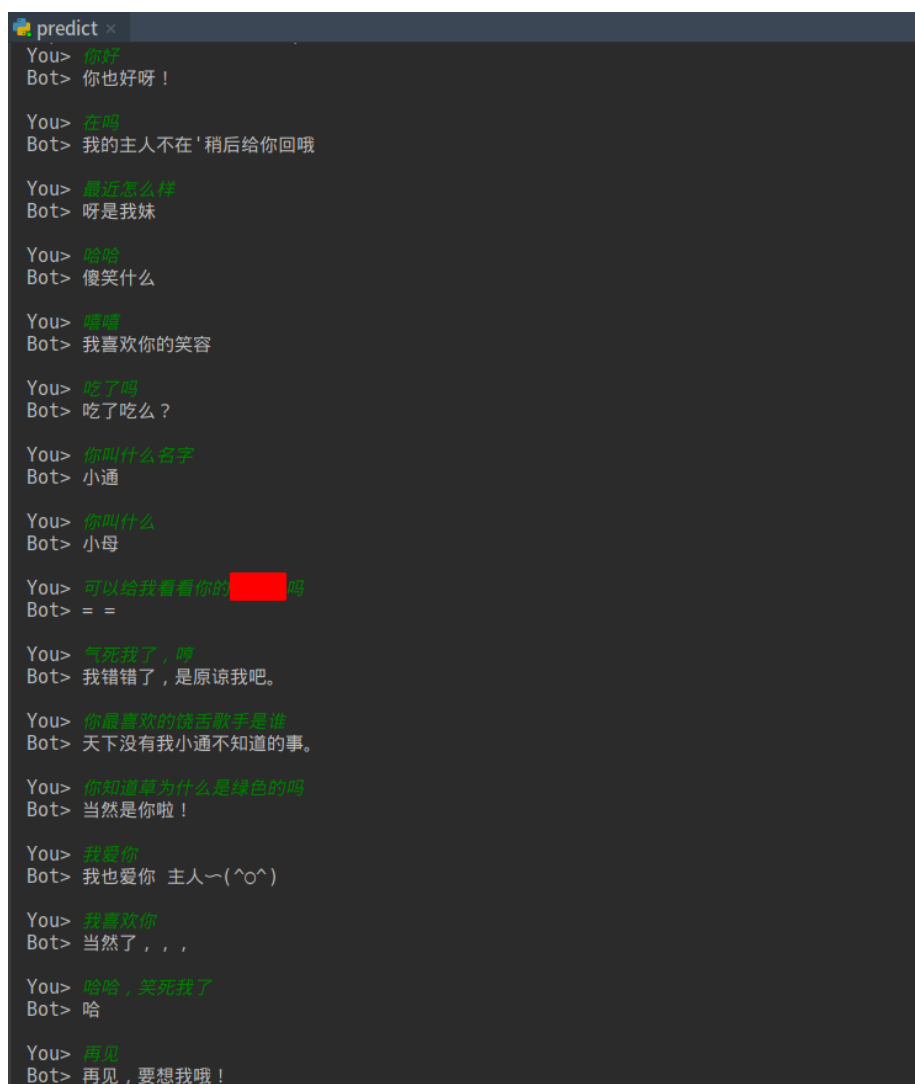 predict ×
You> 你好
Bot> 你也好呀！
You> 在吗
Bot> 我的主人不在'稍后给你回哦
You> 最近怎么样
Bot> 呀是我妹
You> 哈哈
Bot> 傻笑什么
You> 嘻嘻
Bot> 我喜欢你的笑容
You> 吃了吗
Bot> 吃了吃么？
You> 你叫什么名字
Bot> 小通
You> 你叫什么
Bot> 小母
You> 可以给我看看你的 吗
Bot> = =
You> 气死我了，哼
Bot> 我错错了，是原谅我吧。
You> 你最喜欢的饶舌歌手是谁
Bot> 天下没有我小通不知道的事。
You> 你知道草为什么是绿色的吗
Bot> 当然是你啦！
You> 我爱你
Bot> 我也爱你 主人~(^○^)
You> 我喜欢你
Bot> 当然了，，，
You> 哈哈，笑死我了
Bot> 哈
You> 再见
Bot> 再见，要想我哦！